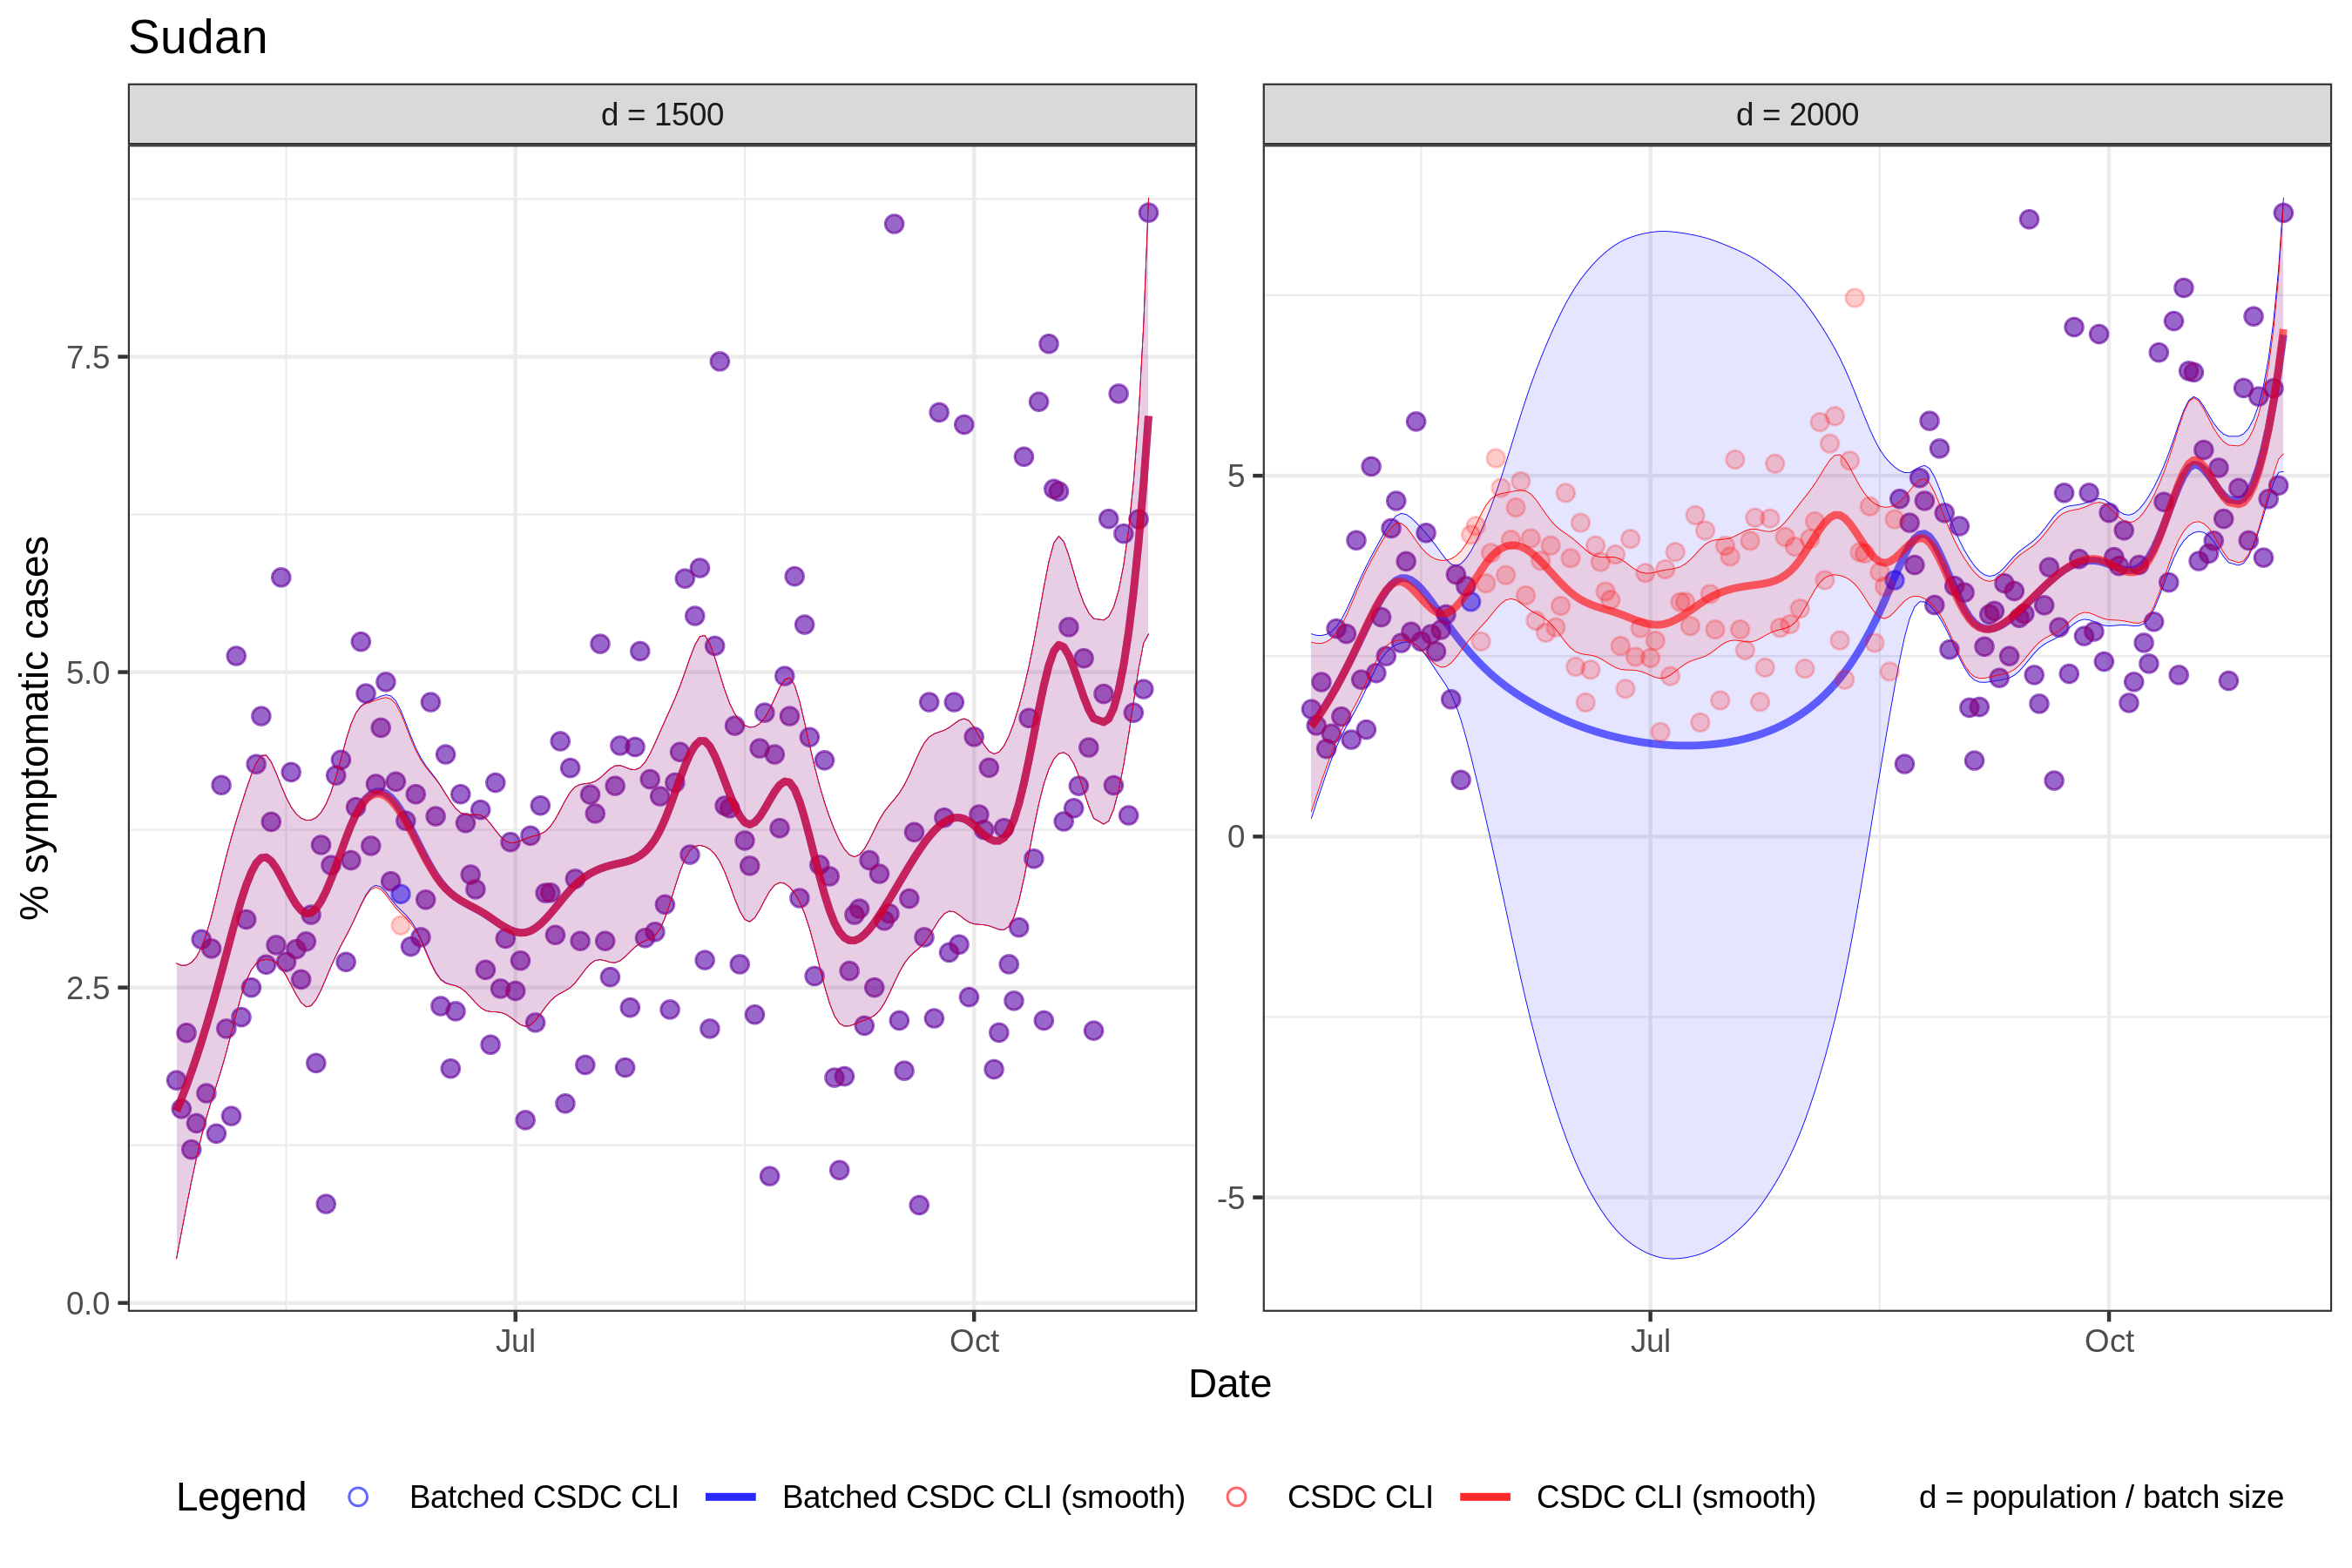 Sudan
d = 1500
d = 2000
% symptomatic cases
7.5
5.0
2.5
0.0
5
0
-5
Jul
Oct
Jul
Oct
Date
Legend
Batched CSDC CLI
Batched CSDC CLI (smooth)
CSDC CLI
CSDC CLI (smooth)
d = population / batch size